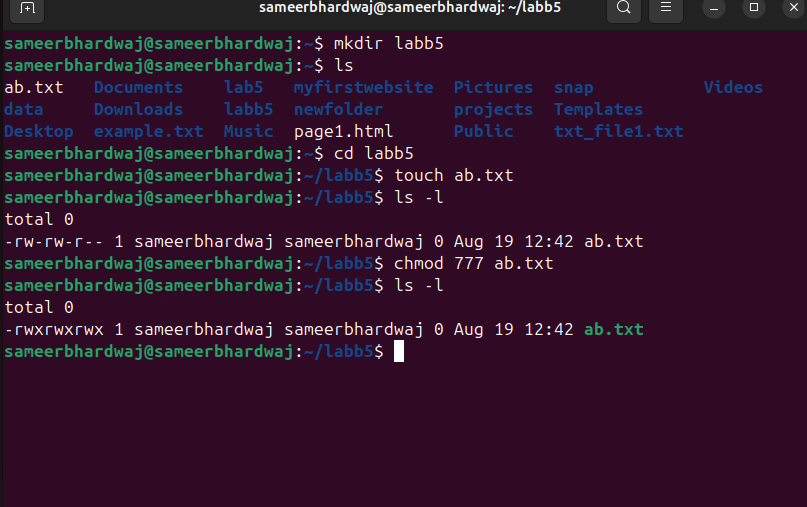 sameerbhardwaj@sameerbhardwaj: ~/labb5
sameerbhardwaj@sameerbhardwaj:~$ mkdir labb5
sameerbhardwaj@sameerbhardwaj:~$ ls
ab.txt Documents lab5 myfirstwebsite Pictures snap Videos
data Downloads labb5 newfolder projects Templates
Desktop example.txt Music page1.html Public txt_file1.txt
sameerbhardwaj@sameerbhardwaj:~$ cd labb5
sameerbhardwaj@sameerbhardwaj:~/labb5$ touch ab.txt
sameerbhardwaj@sameerbhardwaj:~/labb5$ ls -l
total 0
-rw-rw-r-- 1 sameerbhardwaj sameerbhardwaj 0 Aug 19 12:42 ab.txt
sameerbhardwaj@sameerbhardwaj:~/labb5$ chmod 777 ab.txt
sameerbhardwaj@sameerbhardwaj:~/labb5$ ls -l
total 0
-rwxrwxrwx 1 sameerbhardwaj sameerbhardwaj 0 Aug 19 12:42 ab.txt
sameerbhardwaj@sameerbhardwaj:~/labb5$